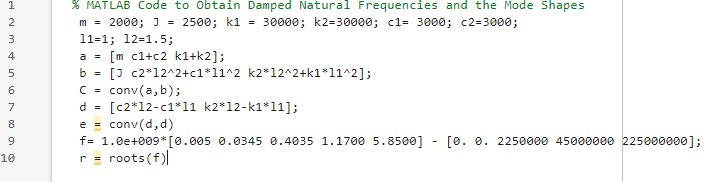 1 % MATLAB Code to Obtain Damped Natural Frequencies and the Mode Shapes
2 m = 2000; J = 2500; k1 = 30000; k2=30000; c1= 3000; c2=3000;
3 l1=1; l2=1.5;
4 a = [m c1+c2 k1+k2];
5 b = [J c2*l2^2+c1*l1^2 k2*l2^2+k1*l1^2];
6 C = conv(a,b);
7 d = [c2*l2-c1*l1 k2*l2-k1*l1];
8 e = conv(d,d)
9 f= 1.0e+009*[0.005 0.0345 0.4035 1.1700 5.8500] - [0. 0. 2250000 45000000 225000000];
10 r = roots(f)